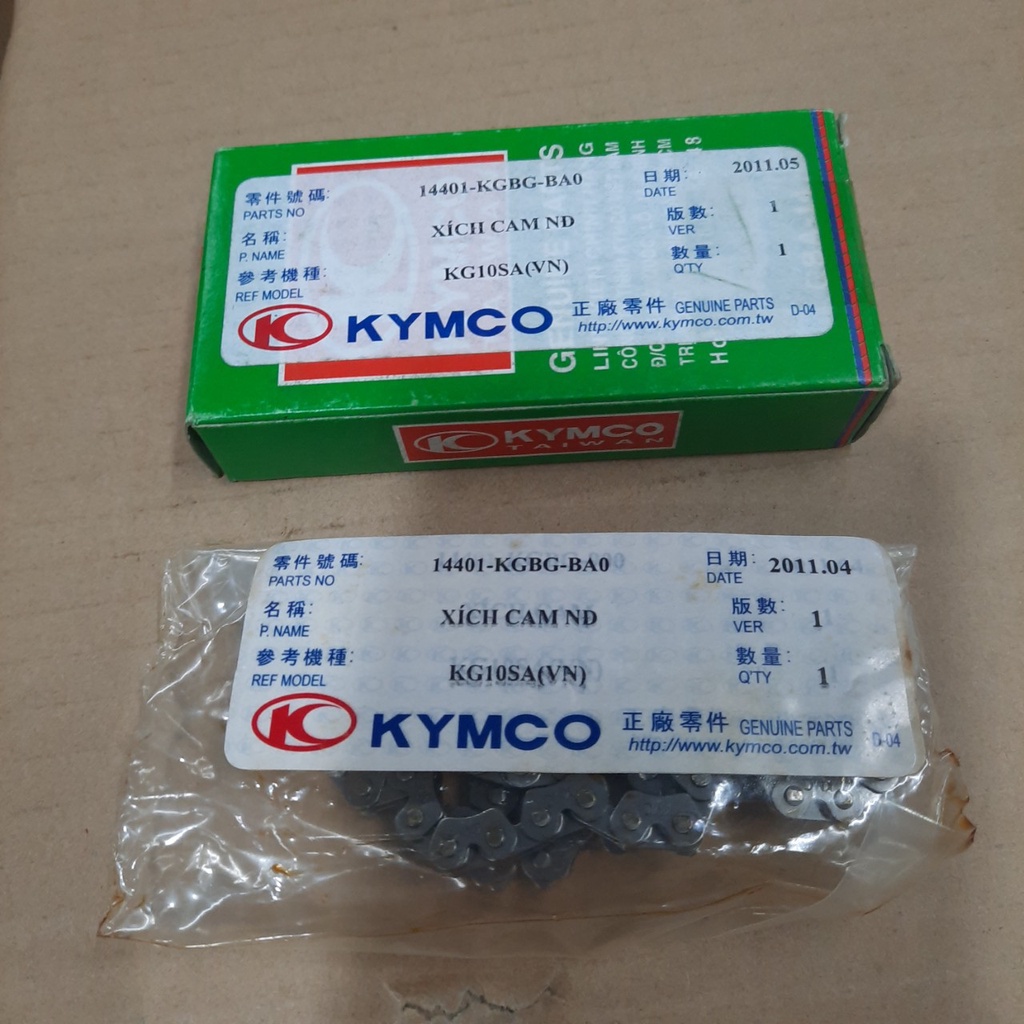 零件號碼: 14401-KGBG-BA0 日期: 2011.05
PARTS NO DATE
名稱: XÍCH CAM NĐ 版數: 1
P. NAME VER
參考機種: KG10SA(VN) 數量: 1
REF MODEL Q'TY
KYMCO 正廠零件 GENUINE PARTS D-04
http://www.kymco.com.tw
KYMCO
TAIWAN
零件號碼: 14401-KGBG-BA0 日期: 2011.04
PARTS NO DATE
名稱: XÍCH CAM NĐ 版數: 1
P. NAME VER
參考機種: KG10SA(VN) 數量: 1
REF MODEL Q'TY
KYMCO 正廠零件 GENUINE PARTS D-04
http://www.kymco.com.tw